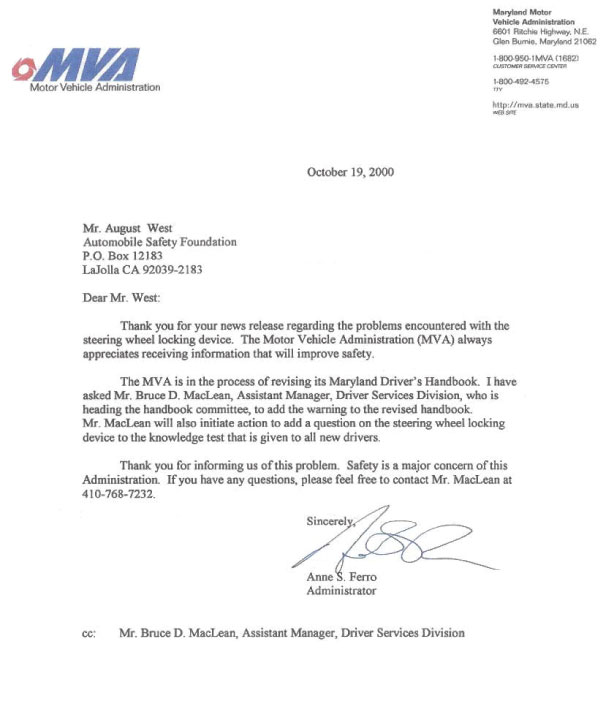 Maryland Motor
Vehicle Administration
6601 Ritchie Highway, N.E.
Glen Burnie, Maryland 21062
1-800-950-1MVA (1682)
CUSTOMER SERVICE CENTER
1-800-492-4575
TTY
http://mva.state.md.us
WEB SITE
MVA
Motor Vehicle Administration
October 19, 2000
Mr. August West
Automobile Safety Foundation
P.O. Box 12183
LaJolla CA 92039-2183
Dear Mr. West:
Thank you for your news release regarding the problems encountered with the
steering wheel locking device. The Motor Vehicle Administration (MVA) always
appreciates receiving information that will improve safety.
The MVA is in the process of revising its Maryland Driver's Handbook. I have
asked Mr. Bruce D. MacLean, Assistant Manager, Driver Services Division, who is
heading the handbook committee, to add the warning to the revised handbook.
Mr. MacLean will also initiate action to add a question on the steering wheel locking
device to the knowledge test that is given to all new drivers.
Thank you for informing us of this problem. Safety is a major concern of this
Administration. If you have any questions, please feel free to contact Mr. MacLean at
410-768-7232.
Sincerely,
Anne S. Ferro
Administrator
cc: Mr. Bruce D. MacLean, Assistant Manager, Driver Services Division